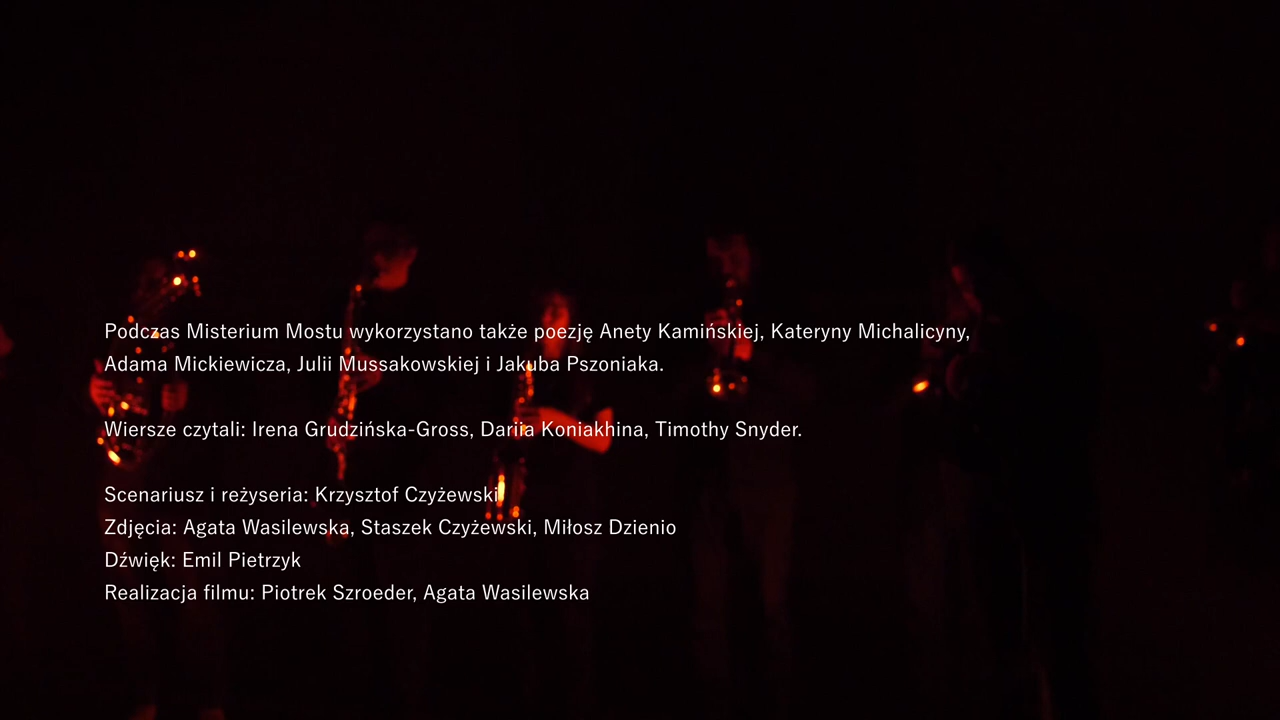 Podczas Misterium Mostu wykorzystano także poezję Anety Kamińskiej, Kateryny Michalicyny,
Adama Mickiewicza, Julii Mussakowskiej i Jakuba Pszoniaka.
Wiersze czytali: Irena Grudzińska-Gross, Dariia Koniakhina, Timothy Snyder.
Scenariusz i reżyseria: Krzysztof Czyżewski
Zdjęcia: Agata Wasilewska, Staszek Czyżewski, Miłosz Dzienio
Dźwięk: Emil Pietrzyk
Realizacja filmu: Piotrek Szroeder, Agata Wasilewska